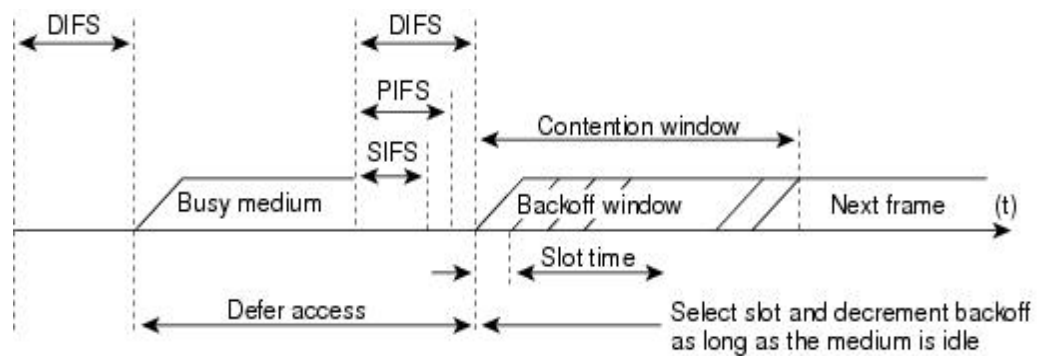 DIFS
DIFS
PIFS
Contention window
SIFS
Busy medium
Backoff window
Next frame
(t)
Slot time
Defer access
Select slot and decrement backoff
as long as the medium is idle